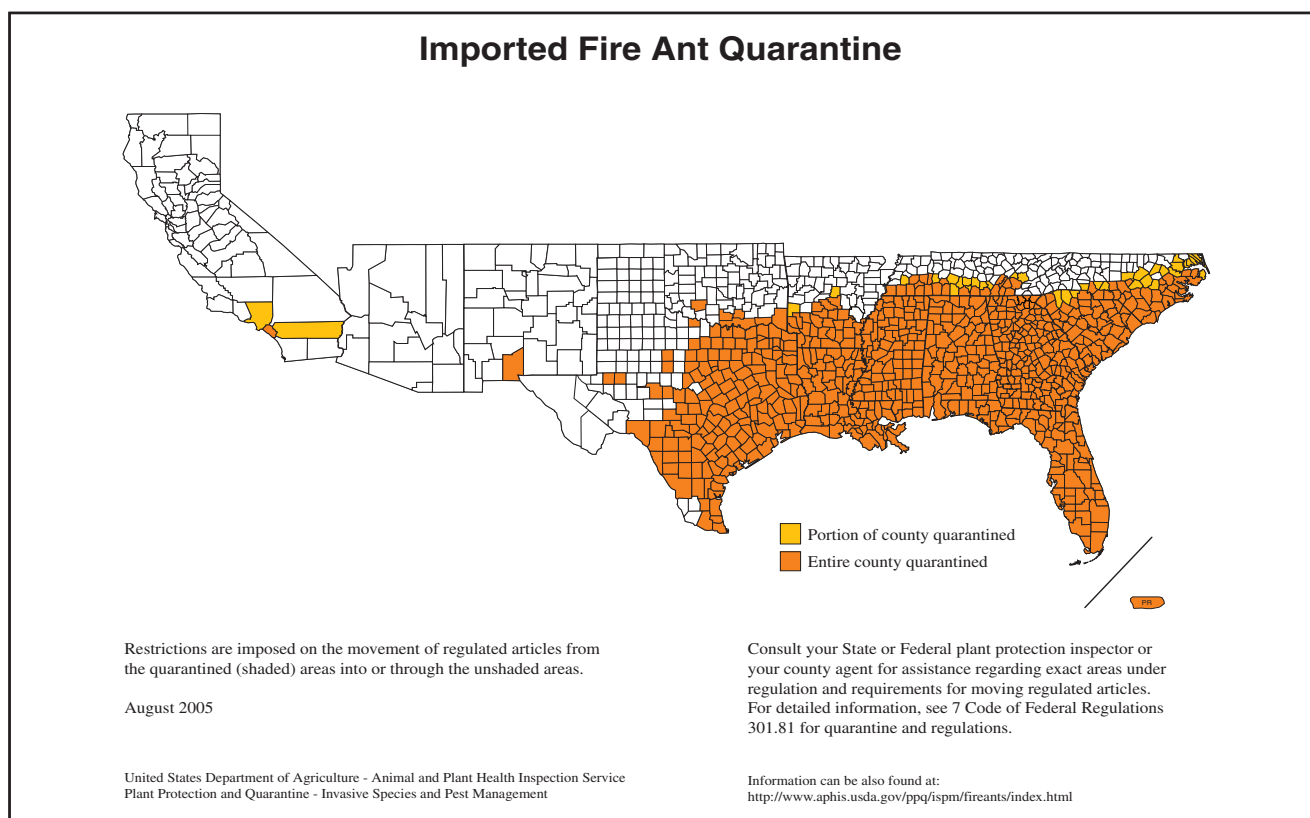 Imported Fire Ant Quarantine
Portion of county quarantined
Entire county quarantined
PR
Restrictions are imposed on the movement of regulated articles from
the quarantined (shaded) areas into or through the unshaded areas.
August 2005
United States Department of Agriculture - Animal and Plant Health Inspection Service
Plant Protection and Quarantine - Invasive Species and Pest Management
Consult your State or Federal plant protection inspector or
your county agent for assistance regarding exact areas under
regulation and requirements for moving regulated articles.
For detailed information, see 7 Code of Federal Regulations
301.81 for quarantine and regulations.
Information can be also found at:
http://www.aphis.usda.gov/ppq/ispm/fireants/index.html